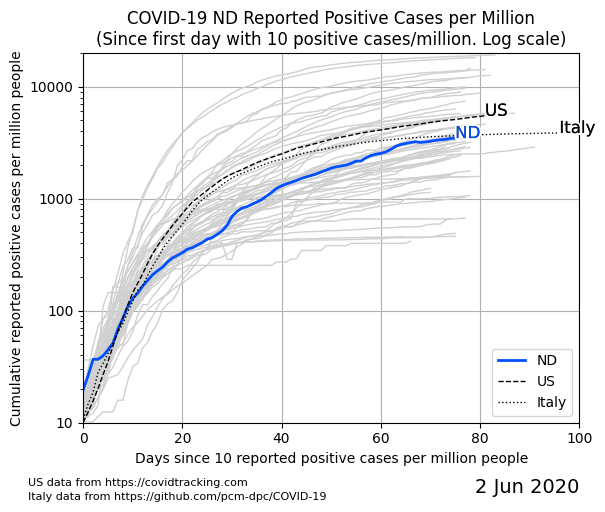 COVID-19 ND Reported Positive Cases per Million
(Since first day with 10 positive cases/million. Log scale)
Cumulative reported positive cases per million people
10000
1000
100
10
US
ND
Italy
ND
US
Italy
0
20
40
60
80
100
Days since 10 reported positive cases per million people
US data from https://covidtracking.com
Italy data from https://github.com/pcm-dpc/COVID-19
2 Jun 2020